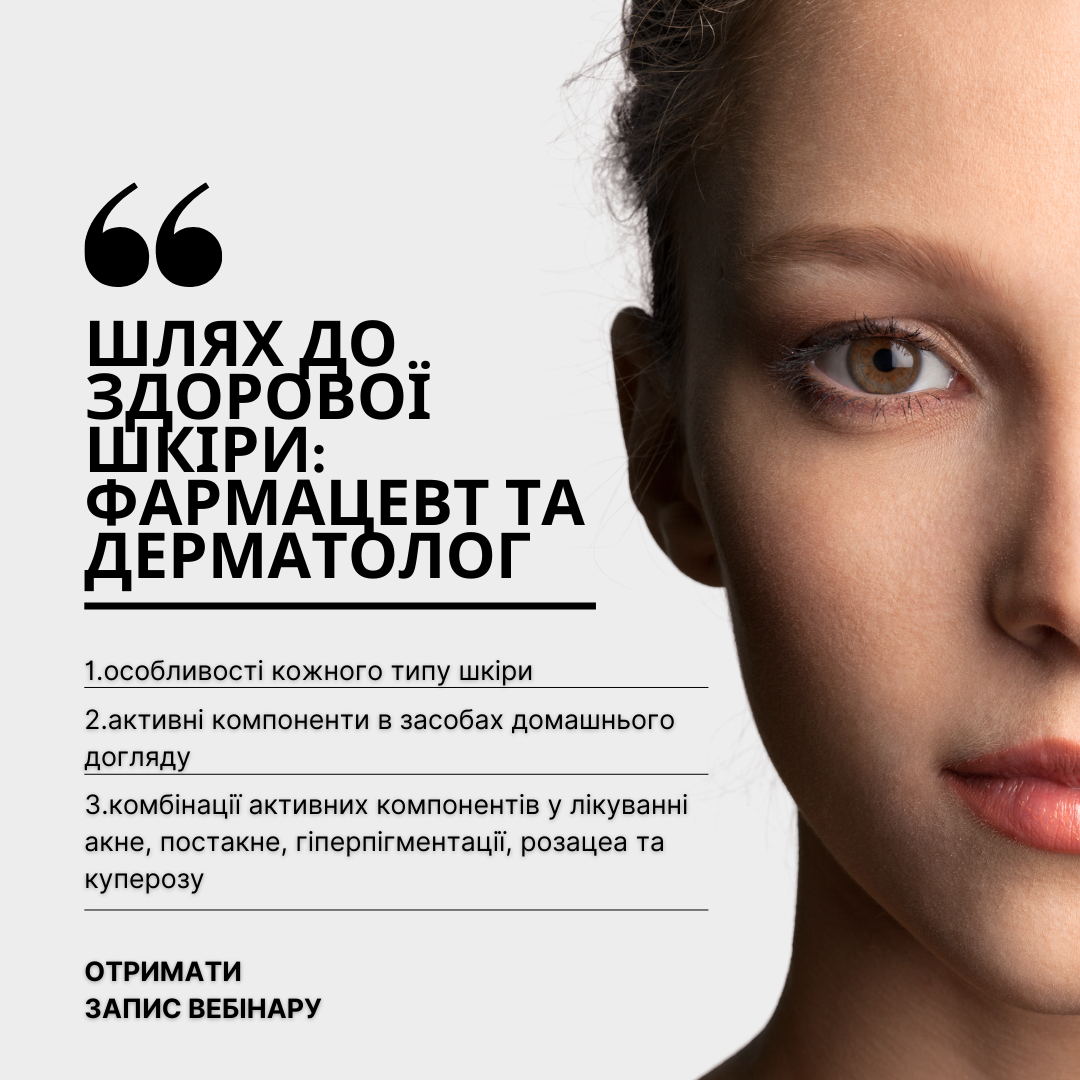 “
ШЛЯХ ДО
ЗДОРОВОЇ
ШКІРИ:
ФАРМАЦЕВТ ТА
ДЕРМАТОЛОГ
1.особливості кожного типу шкіри
2.активні компоненти в засобах домашнього
догляду
3.комбінації активних компонентів у лікуванні
акне, постакне, гіперпігментації, розацеа та
куперозу
ОТРИМАТИ
ЗАПИС ВЕБІНАРУ